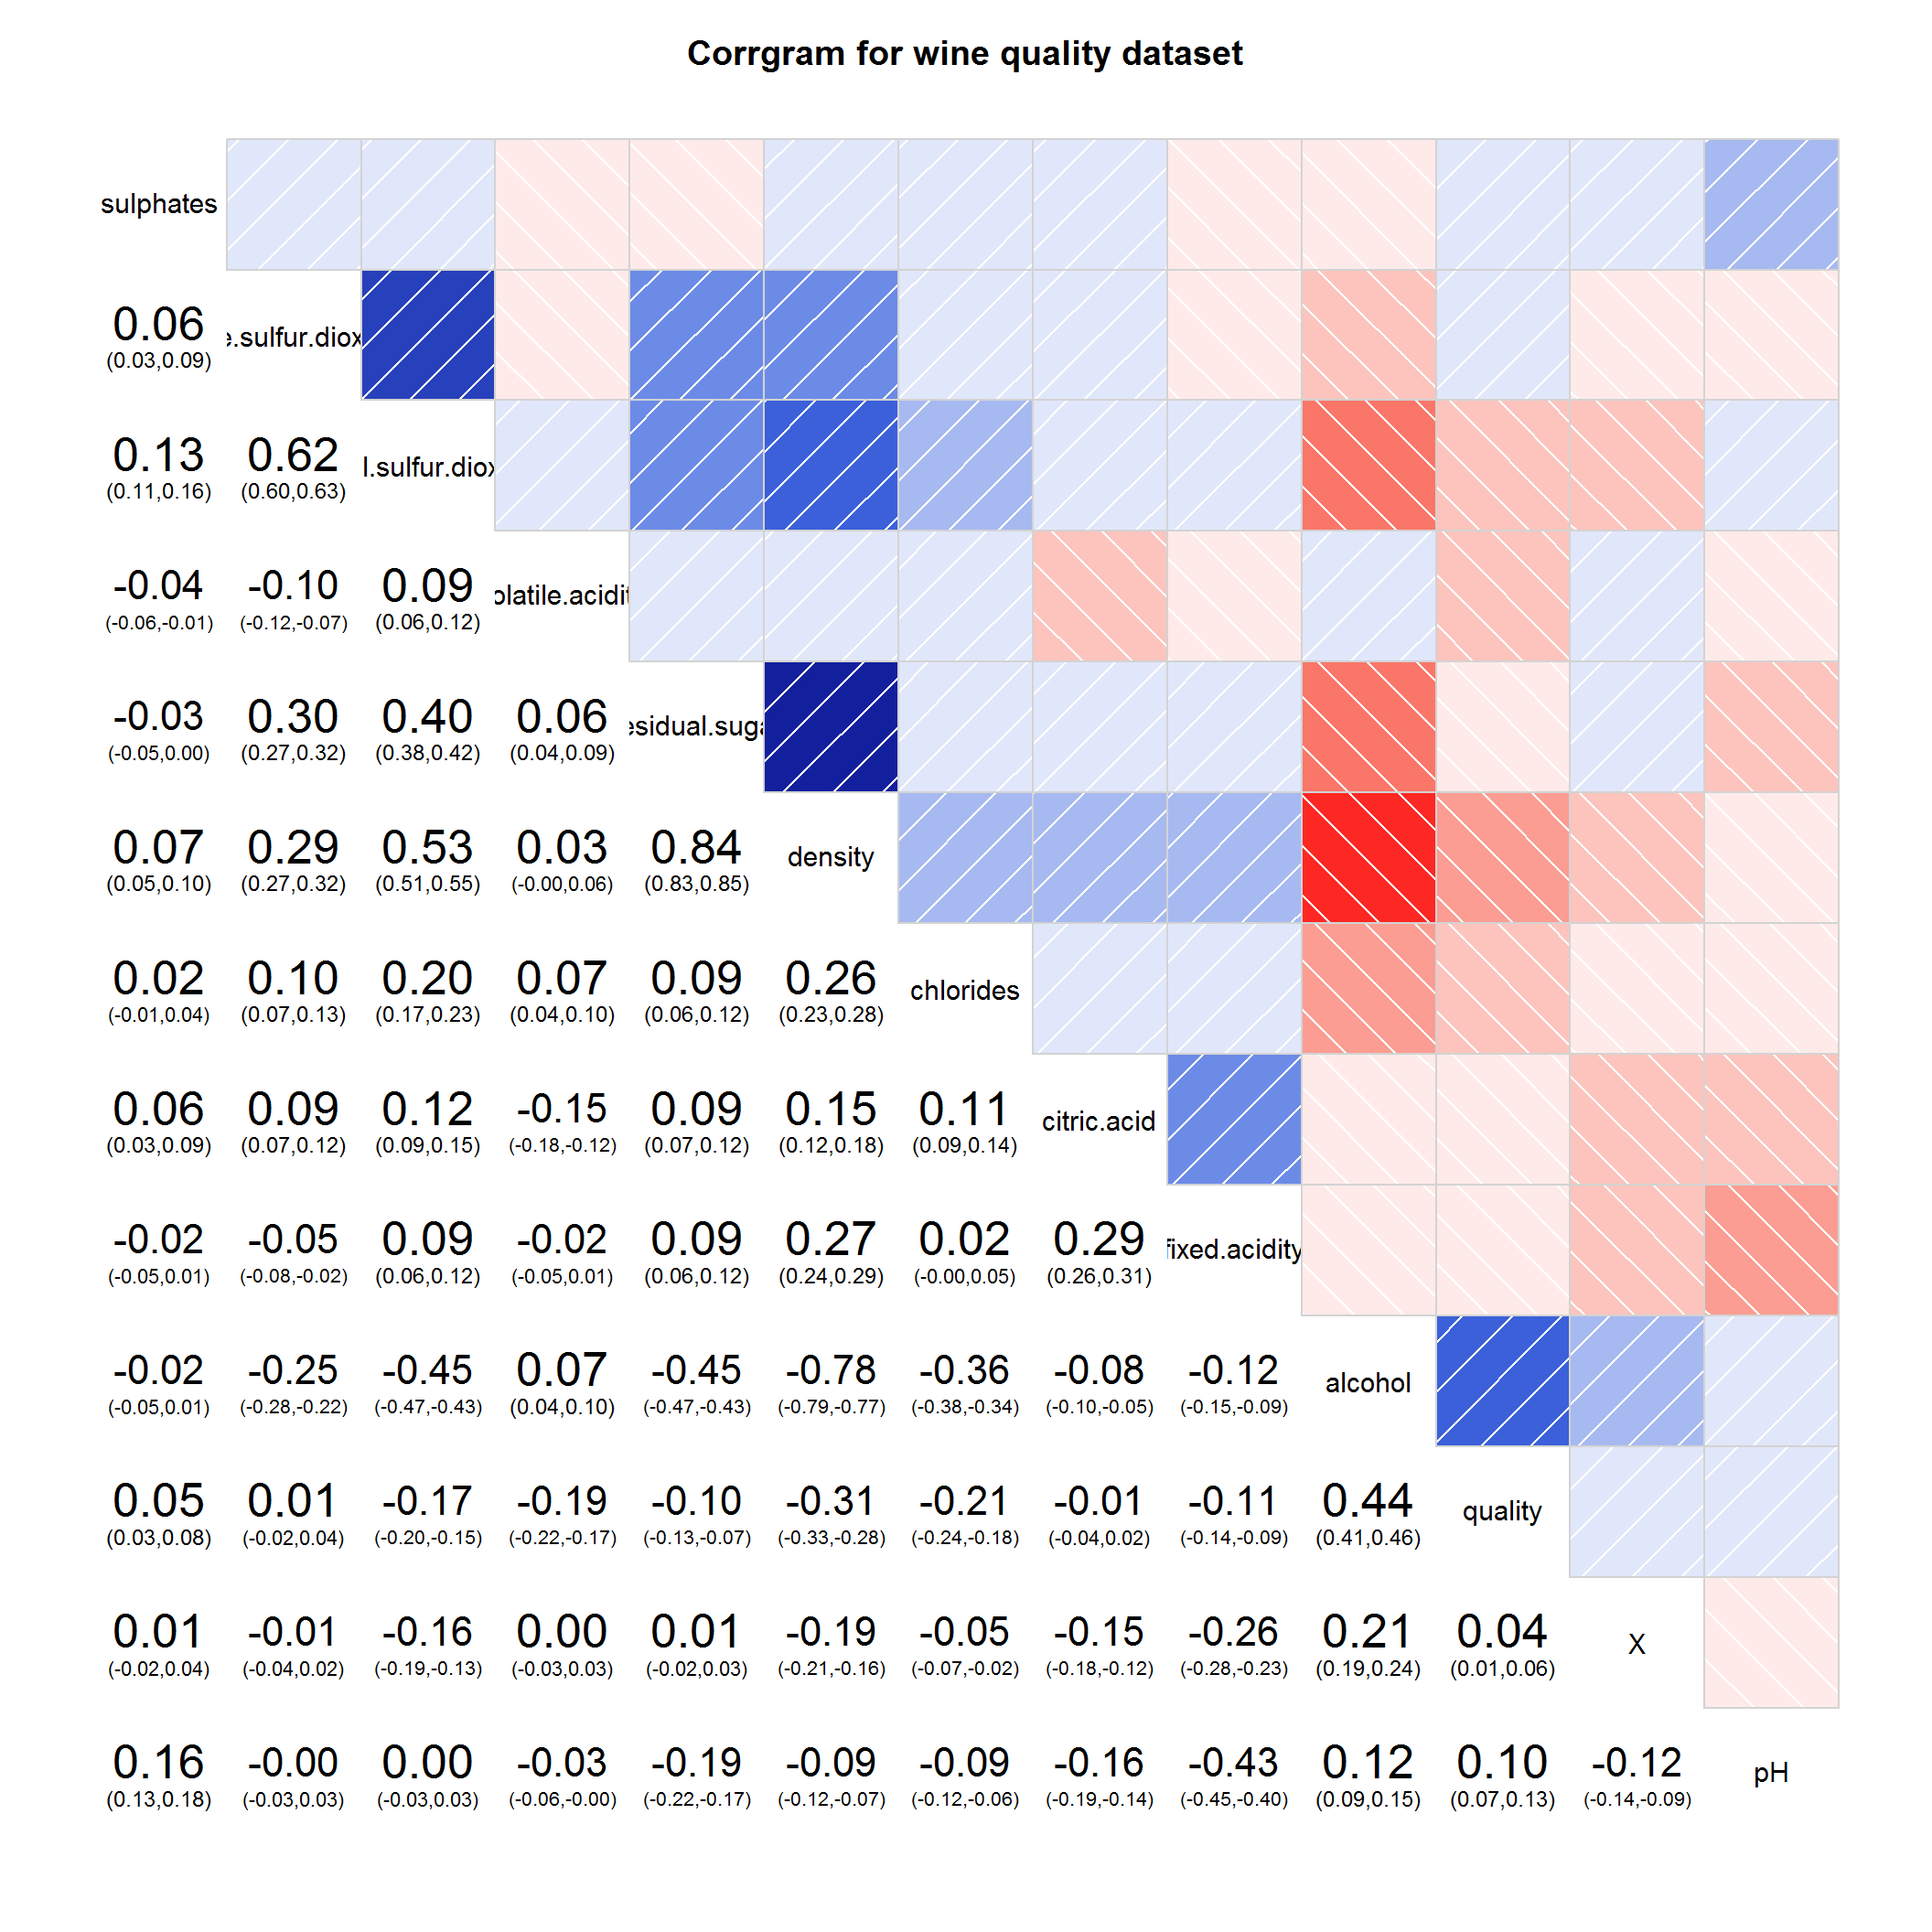 Corrgram for wine quality dataset
sulphates
0.06 e.sulfur.diox
(0.03,0.09)
0.13 0.62 l.sulfur.diox
(0.11,0.16) (0.60,0.63)
-0.04 -0.10 0.09 olatile.acidit
(-0.06,-0.01) (-0.12,-0.07) (0.06,0.12)
-0.03 0.30 0.40 0.06 esidual.suga
(-0.05,0.00) (0.27,0.32) (0.38,0.42) (0.04,0.09)
0.07 0.29 0.53 0.03 0.84 density
(0.05,0.10) (0.27,0.32) (0.51,0.55) (-0.00,0.06) (0.83,0.85)
0.02 0.10 0.20 0.07 0.09 0.26 chlorides
(-0.01,0.04) (0.07,0.13) (0.17,0.23) (0.04,0.10) (0.06,0.12) (0.23,0.28)
0.06 0.09 0.12 -0.15 0.09 0.15 0.11 citric.acid
(0.03,0.09) (0.07,0.12) (0.09,0.15) (-0.18,-0.12) (0.07,0.12) (0.12,0.18) (0.09,0.14)
-0.02 -0.05 0.09 -0.02 0.09 0.27 0.02 0.29 fixed.acidity
(-0.05,0.01) (-0.08,-0.02) (0.06,0.12) (-0.05,0.01) (0.06,0.12) (0.24,0.29) (-0.00,0.05) (0.26,0.31)
-0.02 -0.25 -0.45 0.07 -0.45 -0.78 -0.36 -0.08 -0.12 alcohol
(-0.05,0.01) (-0.28,-0.22) (-0.47,-0.43) (0.04,0.10) (-0.47,-0.43) (-0.79,-0.77) (-0.38,-0.34) (-0.10,-0.05) (-0.15,-0.09)
0.05 0.01 -0.17 -0.19 -0.10 -0.31 -0.21 -0.01 -0.11 0.44 quality
(0.03,0.08) (-0.02,0.04) (-0.20,-0.15) (-0.22,-0.17) (-0.13,-0.07) (-0.33,-0.28) (-0.24,-0.18) (-0.04,0.02) (-0.14,-0.09) (0.41,0.46)
0.01 -0.01 -0.16 0.00 0.01 -0.19 -0.05 -0.15 -0.26 0.21 0.04 X
(-0.02,0.04) (-0.04,0.02) (-0.19,-0.13) (-0.03,0.03) (-0.02,0.03) (-0.21,-0.16) (-0.07,-0.02) (-0.18,-0.12) (-0.28,-0.23) (0.19,0.24) (0.01,0.06)
0.16 -0.00 0.00 -0.03 -0.19 -0.09 -0.09 -0.16 -0.43 0.12 0.10 -0.12 pH
(0.13,0.18) (-0.03,0.03) (-0.03,0.03) (-0.06,-0.00) (-0.22,-0.17) (-0.12,-0.07) (-0.12,-0.06) (-0.19,-0.14) (-0.45,-0.40) (0.09,0.15) (0.07,0.13) (-0.14,-0.09)